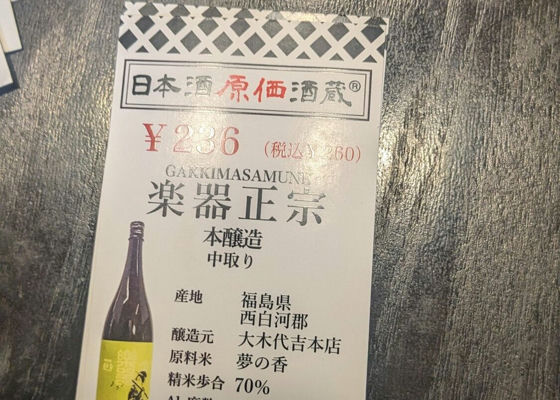 日本酒原価酒蔵®
¥236 (税込¥260)
GAKKIMASAMUNE
楽器正宗
本醸造
中取り
産地 福島県
西白河郡
醸造元 大木代吉本店
原料米 夢の香
精米歩合 70%